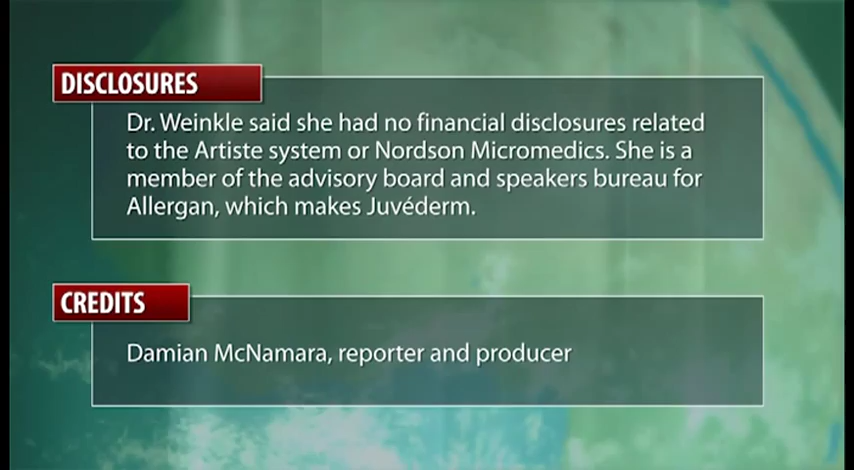 DISCLOSURES
Dr. Weinkle said she had no financial disclosures related
to the Artiste system or Nordson Micromedics. She is a
member of the advisory board and speakers bureau for
Allergan, which makes Juvéderm.
CREDITS
Damian McNamara, reporter and producer